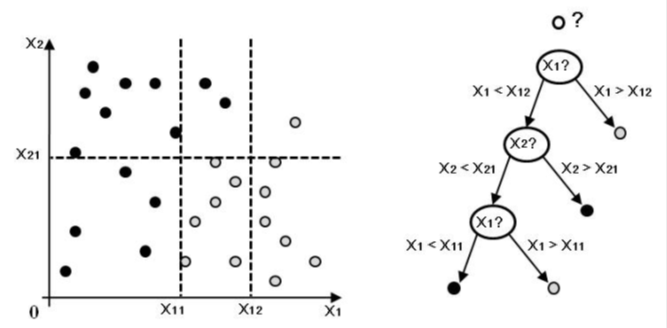 X2
X21
0
X11
X12
X1
?
X1?
X1 < X12
X1 > X12
X2?
X2 < X21
X2 > X21
X1?
X1 < X11
X1 > X11